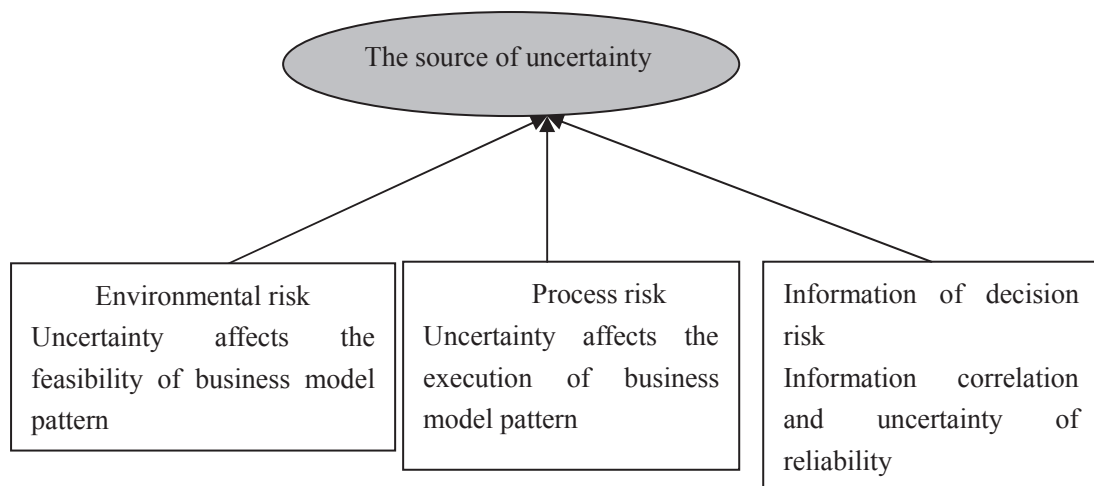 The source of uncertainty
Environmental risk
Uncertainty affects the
feasibility of business model
pattern
Process risk
Uncertainty affects the
execution of business
model pattern
Information of decision
risk
Information correlation
and uncertainty of
reliability